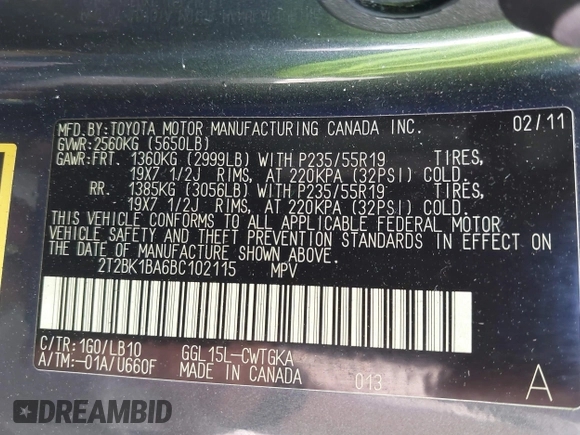 MFD.BY:TOYOTA MOTOR MANUFACTURING CANADA INC. 02/11
GVWR:2560KG (5650LB)
GAWR:FRT. 1360KG (2999LB) WITH P235/55R19 TIRES,
19X7 1/2J RIMS, AT 220KPA (32PSI) COLD.
RR. 1385KG (3056LB) WITH P235/55R19 TIRES,
19X7 1/2J RIMS, AT 220KPA (32PSI) COLD.
THIS VEHICLE CONFORMS TO ALL APPLICABLE FEDERAL MOTOR
VEHICLE SAFETY AND THEFT PREVENTION STANDARDS IN EFFECT ON
THE DATE OF MANUFACTURE SHOWN ABOVE.
2T2BK1BA6BC102115 MPV
C/TR:1G0/LB10 GGL15L-CWTGKA
A/TM:-01A/U660F MADE IN CANADA 013 A
DREAMBID